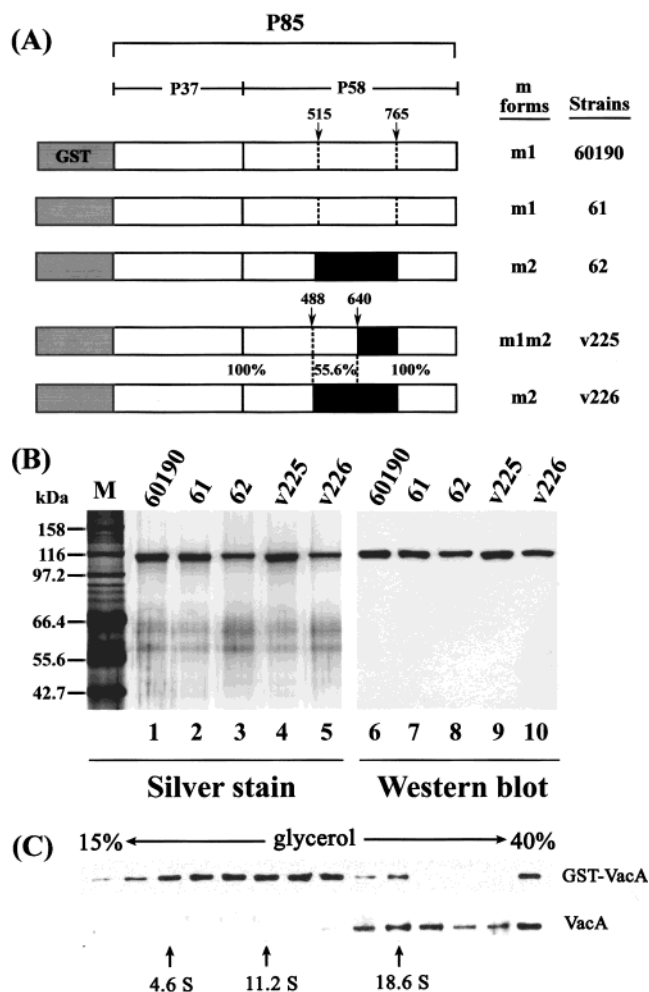 (A)
P85
P37 P58
m forms Strains
515 765
GST m1 60190
m1 61
m2 62
488 640
m1m2 v225
100% 55.6% 100%
m2 v226
(B)
kDa M 60190 61 62 v225 v226 60190 61 62 v225 v226
158
116
97.2
66.4
55.6
42.7
1 2 3 4 5 6 7 8 9 10
Silver stain Western blot
(C)
15% glycerol 40%
GST-VacA
VacA
4.6 S 11.2 S 18.6 S